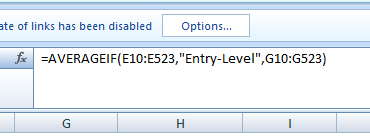 ate of links has been disabled Options...
fx =AVERAGEIF(E10:E523,"Entry-Level",G10:G523)
G H I